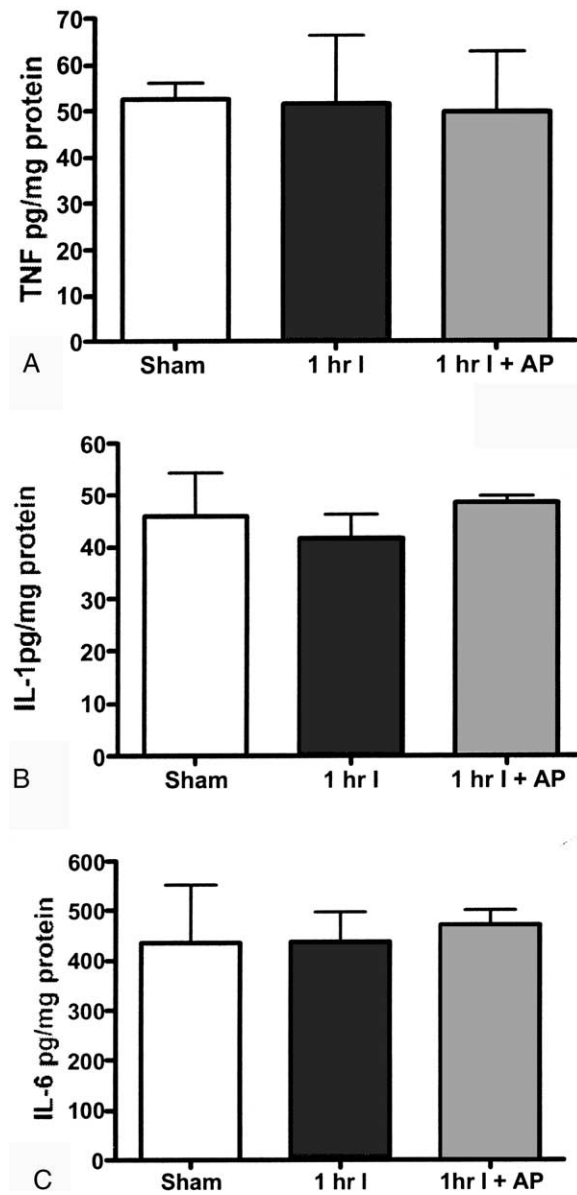 TNF pg/mg protein
70
60
50
40
30
20
10
0
Sham 1 hr I 1 hr I + AP
A
IL-1pg/mg protein
60
50
40
30
20
10
0
Sham 1 hr I 1 hr I + AP
B
IL-6 pg/mg protein
600
500
400
300
200
100
0
Sham 1 hr I 1hr I + AP
C